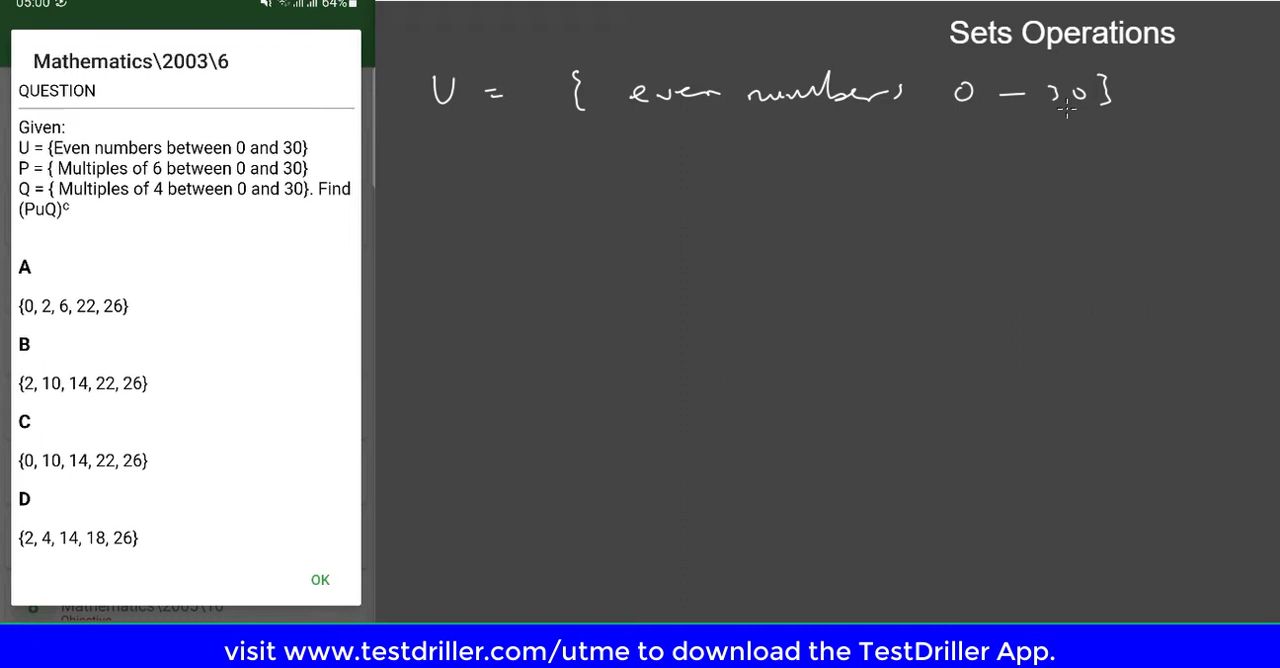 05:00 64%
Sets Operations
Mathematics\2003\6
QUESTION
U = { even numbers 0 – 30}
Given:
U = {Even numbers between 0 and 30}
P = { Multiples of 6 between 0 and 30}
Q = { Multiples of 4 between 0 and 30}. Find
(PuQ)ᶜ
A
{0, 2, 6, 22, 26}
B
{2, 10, 14, 22, 26}
C
{0, 10, 14, 22, 26}
D
{2, 4, 14, 18, 26}
OK
visit www.testdriller.com/utme to download the TestDriller App.